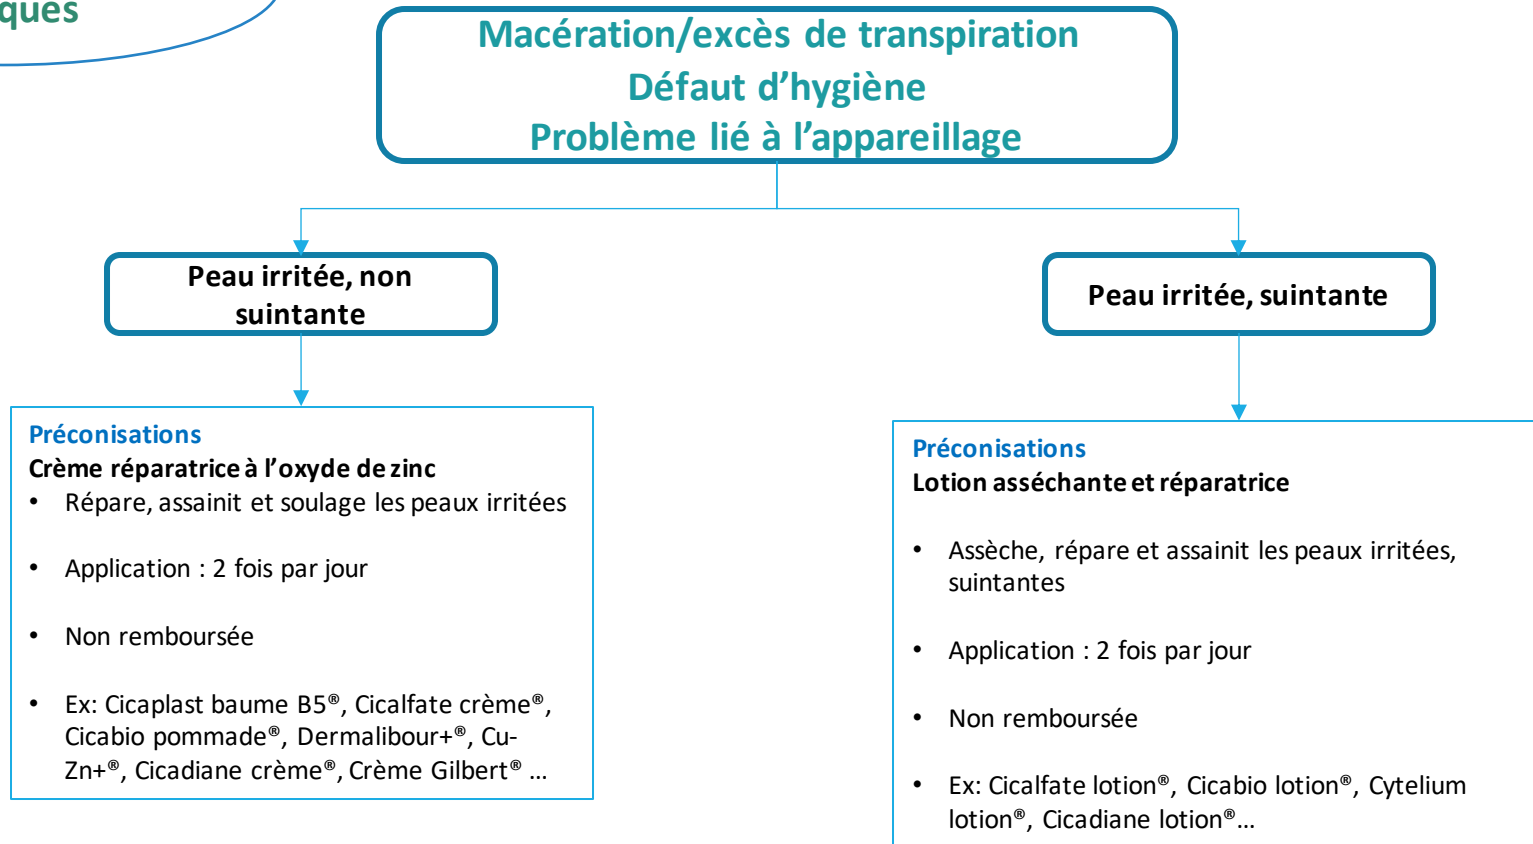 ques
Macération/excès de transpiration
Défaut d’hygiène
Problème lié à l’appareillage
Peau irritée, non
suintante
Peau irritée, suintante
Préconisations
Crème réparatrice à l’oxyde de zinc
• Répare, assainit et soulage les peaux irritées
• Application : 2 fois par jour
• Non remboursée
• Ex: Cicaplast baume B5®, Cicalfate crème®,
Cicabio pommade®, Dermalibour+®, Cu-
Zn+®, Cicadiane crème®, Crème Gilbert® ...
Préconisations
Lotion asséchante et réparatrice
• Assèche, répare et assainit les peaux irritées,
suintantes
• Application : 2 fois par jour
• Non remboursée
• Ex: Cicalfate lotion®, Cicabio lotion®, Cytelium
lotion®, Cicadiane lotion®...